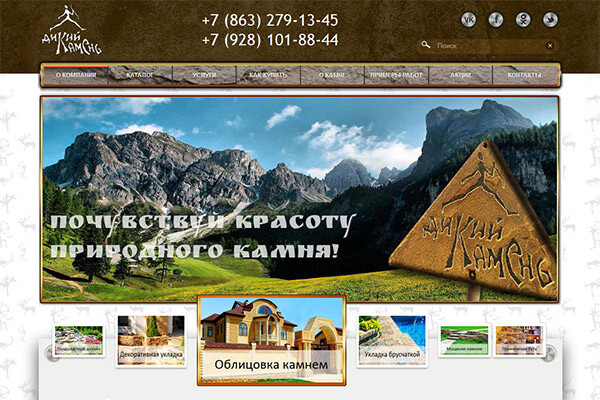 ДИКИЙ
КАМЕНЬ
+7 (863) 279-13-45
+7 (928) 101-88-44
Поиск
О КОМПАНИИ
КАТАЛОГ
УСЛУГИ
КАК КУПИТЬ
О КАМНЕ
ПРИМЕРЫ РАБОТ
АКЦИИ
КОНТАКТЫ
ПОЧУВСТВУЙ КРАСОТУ
ПРИРОДНОГО КАМНЯ!
ДИКИЙ
КАМЕНЬ
Ландшафтный дизайн
Декоративная укладка
Облицовка камнем
Укладка брусчаткой
Мощение камнем